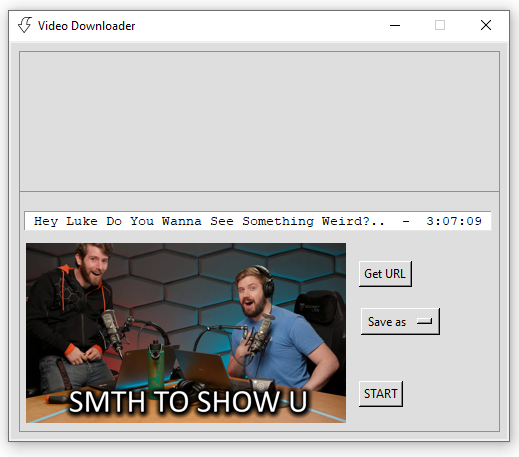 Video Downloader
Hey Luke Do You Wanna See Something Weird?.. - 3:07:09
Get URL
Save as
START
SMTH TO SHOW U